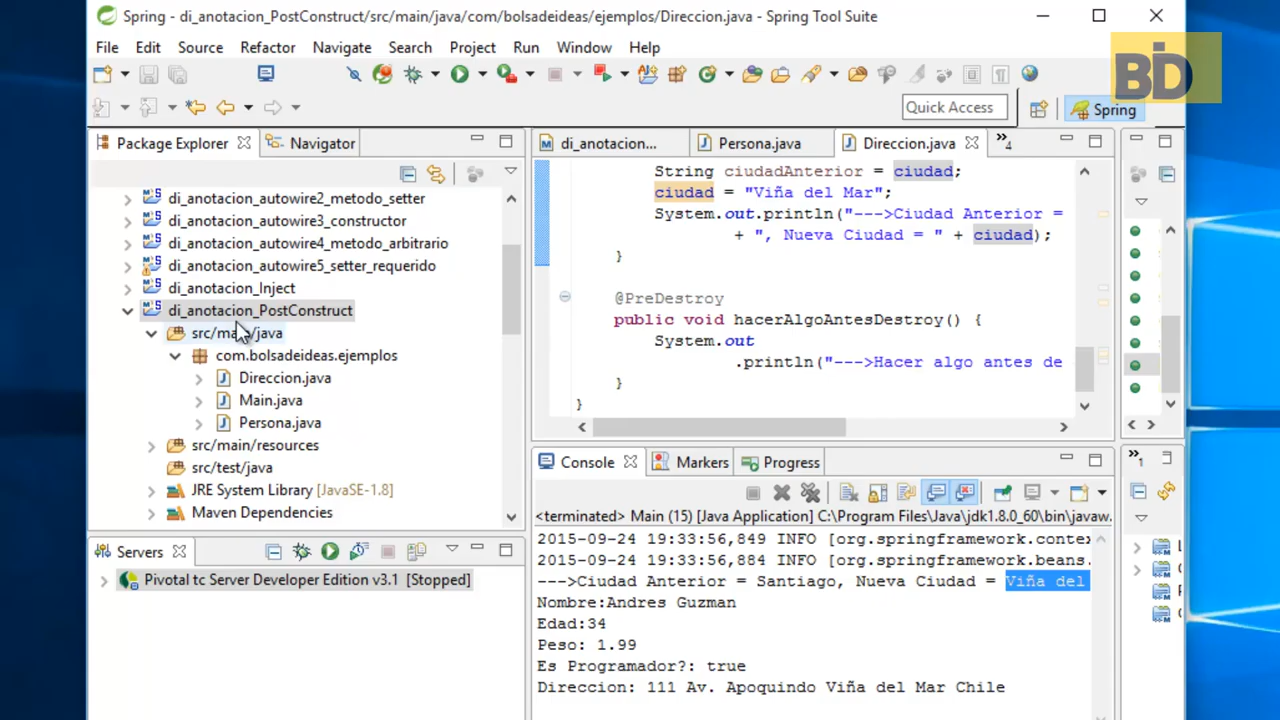 Spring - di_anotacion_PostConstruct/src/main/java/com/bolsadeideas/ejemplos/Direccion.java - Spring Tool Suite
File Edit Source Refactor Navigate Search Project Run Window Help
BD
Quick Access
Spring
Package Explorer
Navigator
di_anotacion_autowire2_metodo_setter
di_anotacion_autowire3_constructor
di_anotacion_autowire4_metodo_arbitrario
di_anotacion_autowire5_setter_requerido
di_anotacion_Inject
di_anotacion_PostConstruct
src/main/java
com.bolsadeideas.ejemplos
Direccion.java
Main.java
Persona.java
src/main/resources
src/test/java
JRE System Library [JavaSE-1.8]
Maven Dependencies
di_anotacion...
Persona.java
Direccion.java
»4
String ciudadAnterior = ciudad;
ciudad = "Viña del Mar";
System.out.println("--->Ciudad Anterior =
+ ", Nueva Ciudad = " + ciudad);
}
@PreDestroy
public void hacerAlgoAntesDestroy() {
System.out
.println("--->Hacer algo antes de
}
}
Servers
Pivotal tc Server Developer Edition v3.1 [Stopped]
Console
Markers
Progress
»1
<terminated> Main (15) [Java Application] C:\Program Files\Java\jdk1.8.0_60\bin\javaw.
2015-09-24 19:33:56,849 INFO [org.springframework.contex
2015-09-24 19:33:56,884 INFO [org.springframework.beans.
--->Ciudad Anterior = Santiago, Nueva Ciudad = Viña del
Nombre:Andres Guzman
Edad:34
Peso: 1.99
Es Programador?: true
Direccion: 111 Av. Apoquindo Viña del Mar Chile